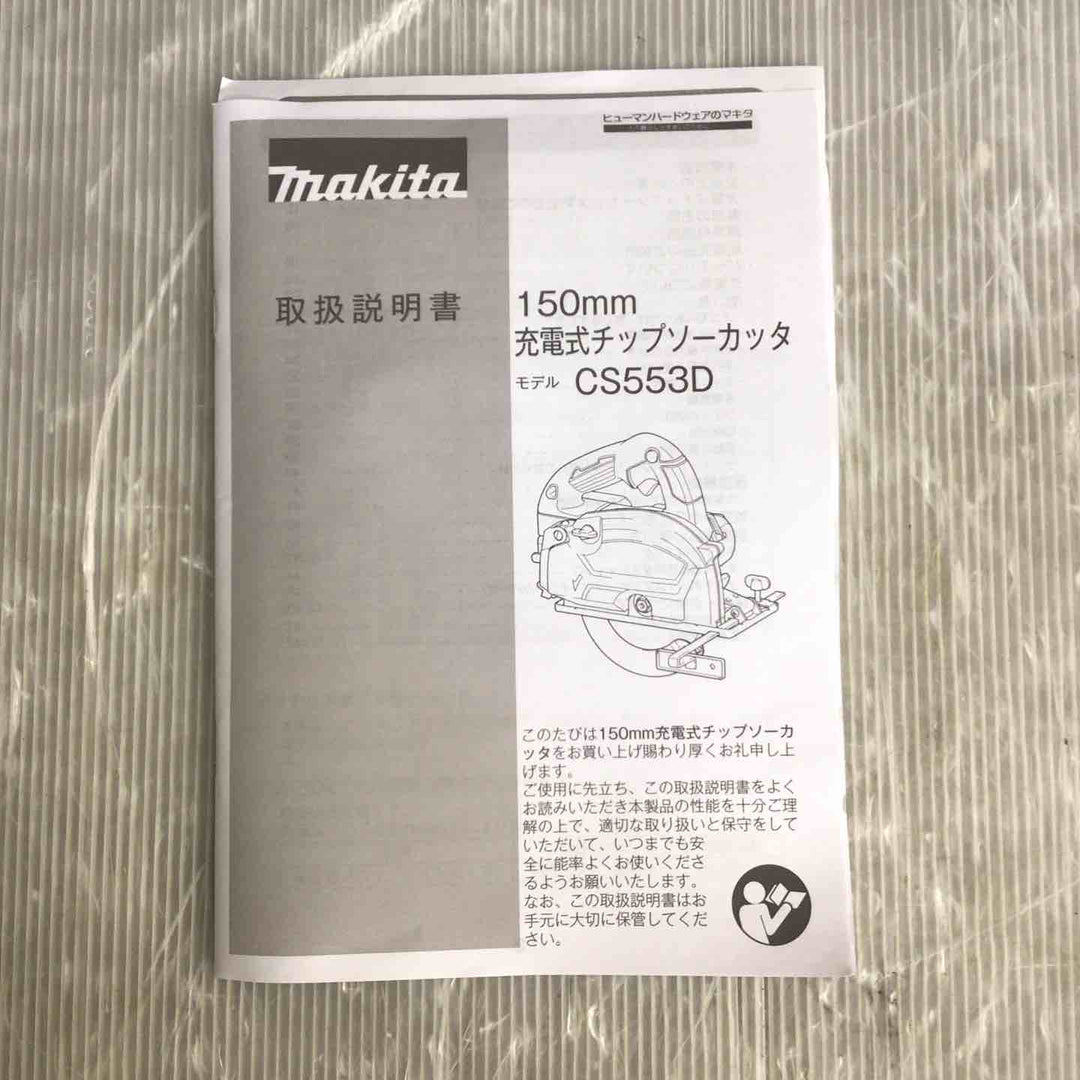 ヒューマンハードウェアのマキタ
makita
取扱説明書
150mm
充電式チップソーカッタ
モデル CS553D
このたびは150mm充電式チップソーカ
ッタをお買い上げ賜わり厚くお礼申し上
げます。
ご使用に先立ち、この取扱説明書をよく
お読みいただき本製品の性能を十分ご理
解の上で、適切な取り扱いと保守をして
いただいて、いつまでも安
全に能率よくお使いくださ
るようお願いいたします。
なお、この取扱説明書はお
手元に大切に保管してくだ
さい。